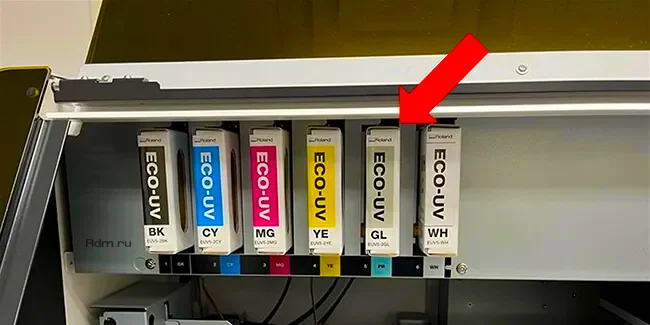 Roland
Roland
Roland
Roland
Roland
Roland
ECO-UV
ECO-UV
ECO-UV
ECO-UV
ECO-UV
ECO-UV
BK
CY
MG
YE
GL
WH
EUV5-2BK
EUV5-2CY
EUV5-2MG
EUV5-2YE
EUV5-2GL
EUV5-WH
Rdm.ru
1 BK 2 CY 3 MG 4 YE 5 PR 6 WH